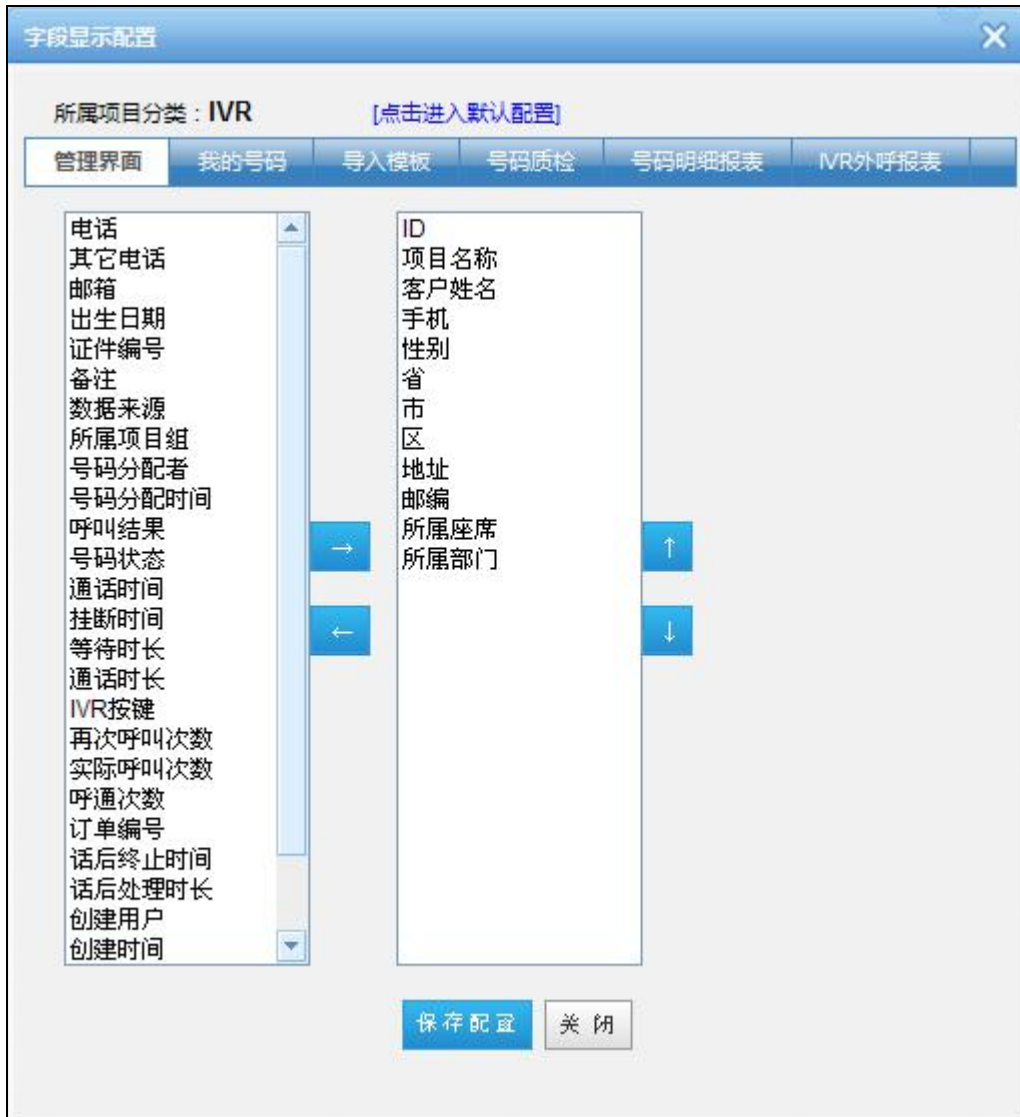 字段显示配置
所属项目分类：IVR [点击进入默认配置]
管理界面 我的号码 导入模板 号码质检 号码明细报表 IVR外呼报表
电话
其它电话
邮箱
出生日期
证件编号
备注
数据来源
所属项目组
号码分配者
号码分配时间
呼叫结果
号码状态
通话时间
挂断时间
等待时长
通话时长
IVR按键
再次呼叫次数
实际呼叫次数
呼通次数
订单编号
话后终止时间
话后处理时长
创建用户
创建时间
→
←
ID
项目名称
客户姓名
手机
性别
省
市
区
地址
邮编
所属座席
所属部门
↑
↓
保存配置 关闭